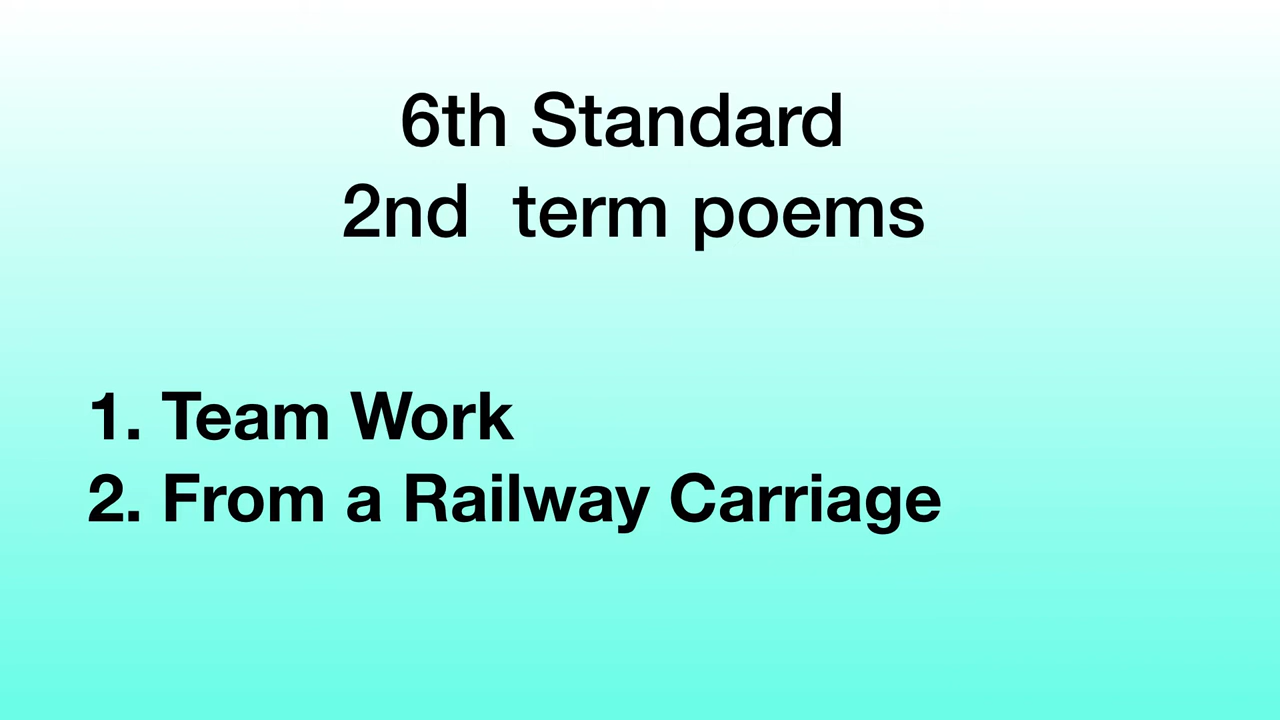 6th Standard
2nd term poems
1. Team Work
2. From a Railway Carriage